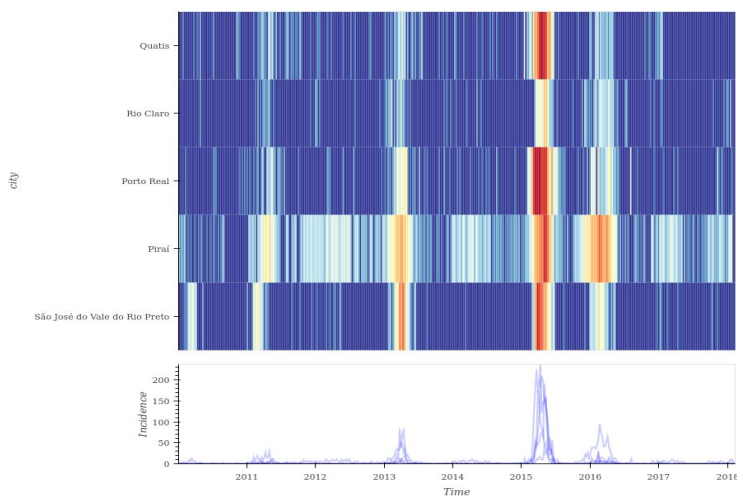 Quatis
Rio Claro
Porto Real
Piraí
São José do Vale do Rio Preto
city
200
150
100
50
0
Incidence
2011 2012 2013 2014 2015 2016 2017 2018
Time